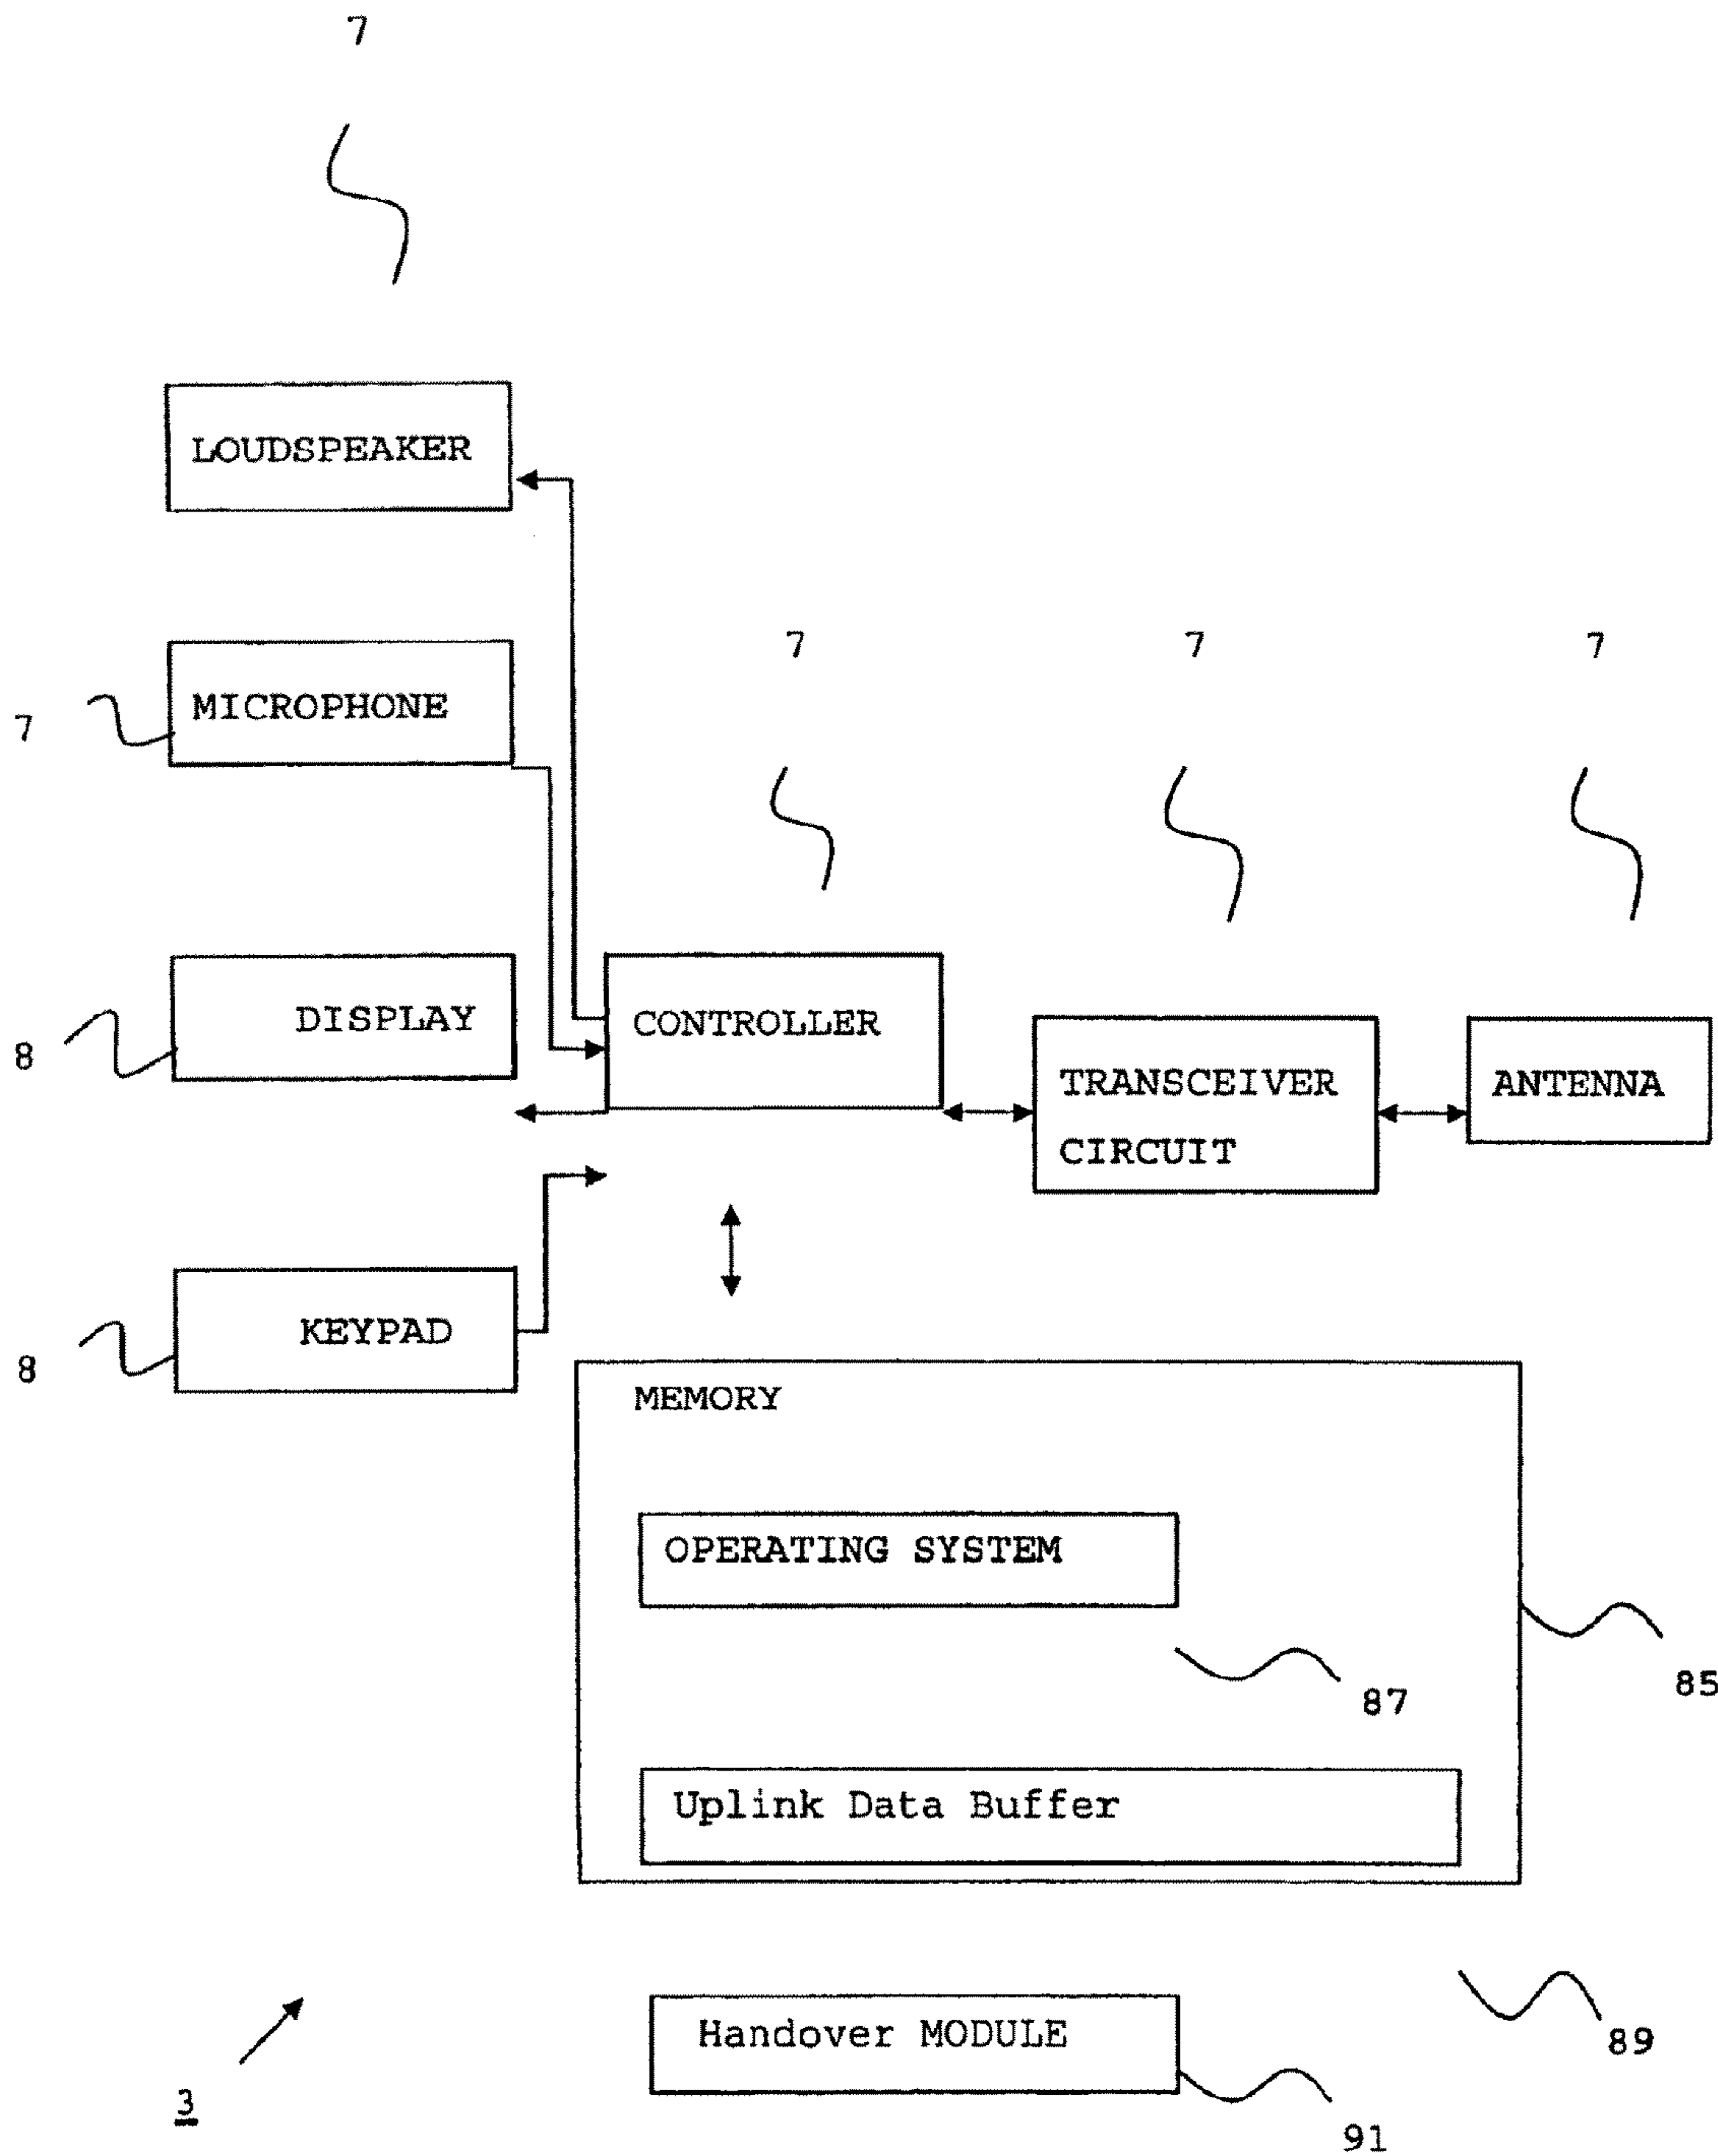 7
LOUDSPEAKER
7
7
7
MICROPHONE
7
DISPLAY
CONTROLLER
8
TRANSCEIVER
CIRCUIT
ANTENNA
KEYPAD
8
MEMORY
OPERATING SYSTEM
85
87
Uplink Data Buffer
Handover MODULE
89
3
91